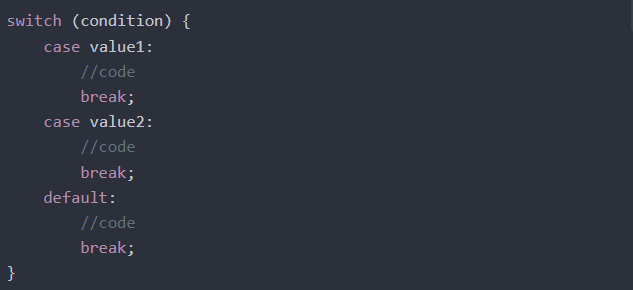 switch (condition) {
    case value1:
        //code
        break;
    case value2:
        //code
        break;
    default:
        //code
        break;
}